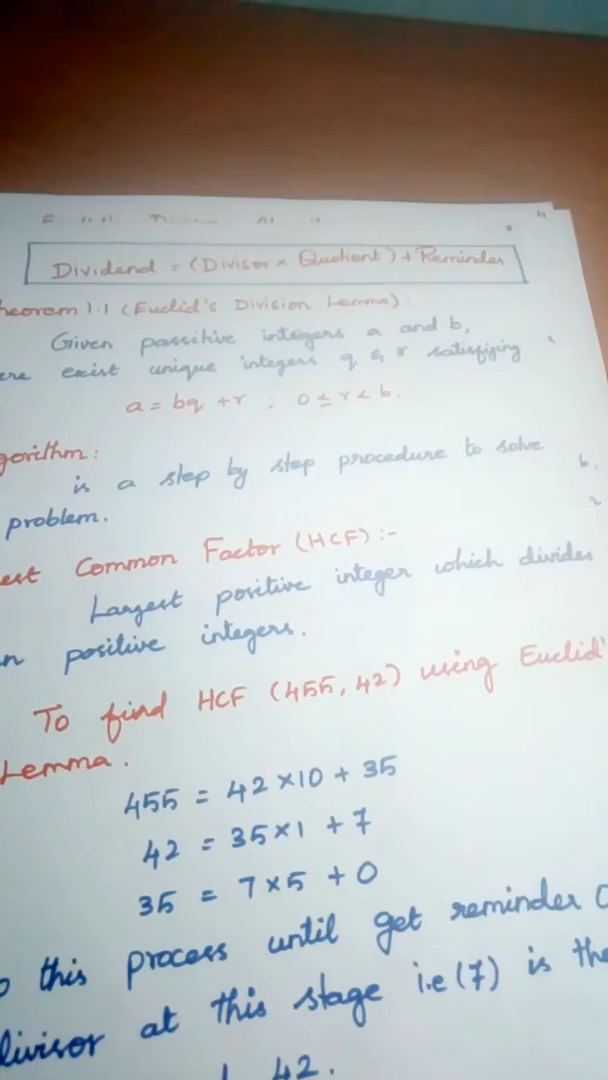 Dividend = (Divisor × Quotient) + Reminder
heorem 1.1 (Euclid's Division Lemma) :
Given possitive integers a and b,
ere exist unique integers q & r satisfying
a = bq + r ; 0 ≤ r < b.
gorithm :
is a step by step procedure to solve
problem.
est Common Factor (HCF) :-
Largest positive integer which divides
n positive integers.
To find HCF (455, 42) using Euclid'
Lemma.
455 = 42 × 10 + 35
42 = 35 × 1 + 7
35 = 7 × 5 + 0
this process until get reminder 0
divisor at this stage i.e (7) is the
42.